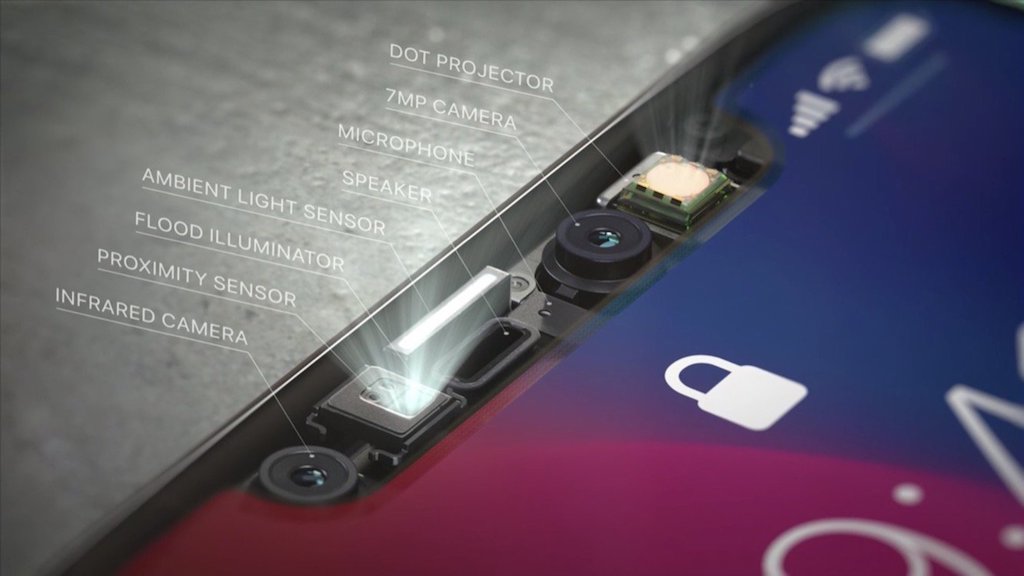 DOT PROJECTOR
7MP CAMERA
MICROPHONE
SPEAKER
AMBIENT LIGHT SENSOR
FLOOD ILLUMINATOR
PROXIMITY SENSOR
INFRARED CAMERA